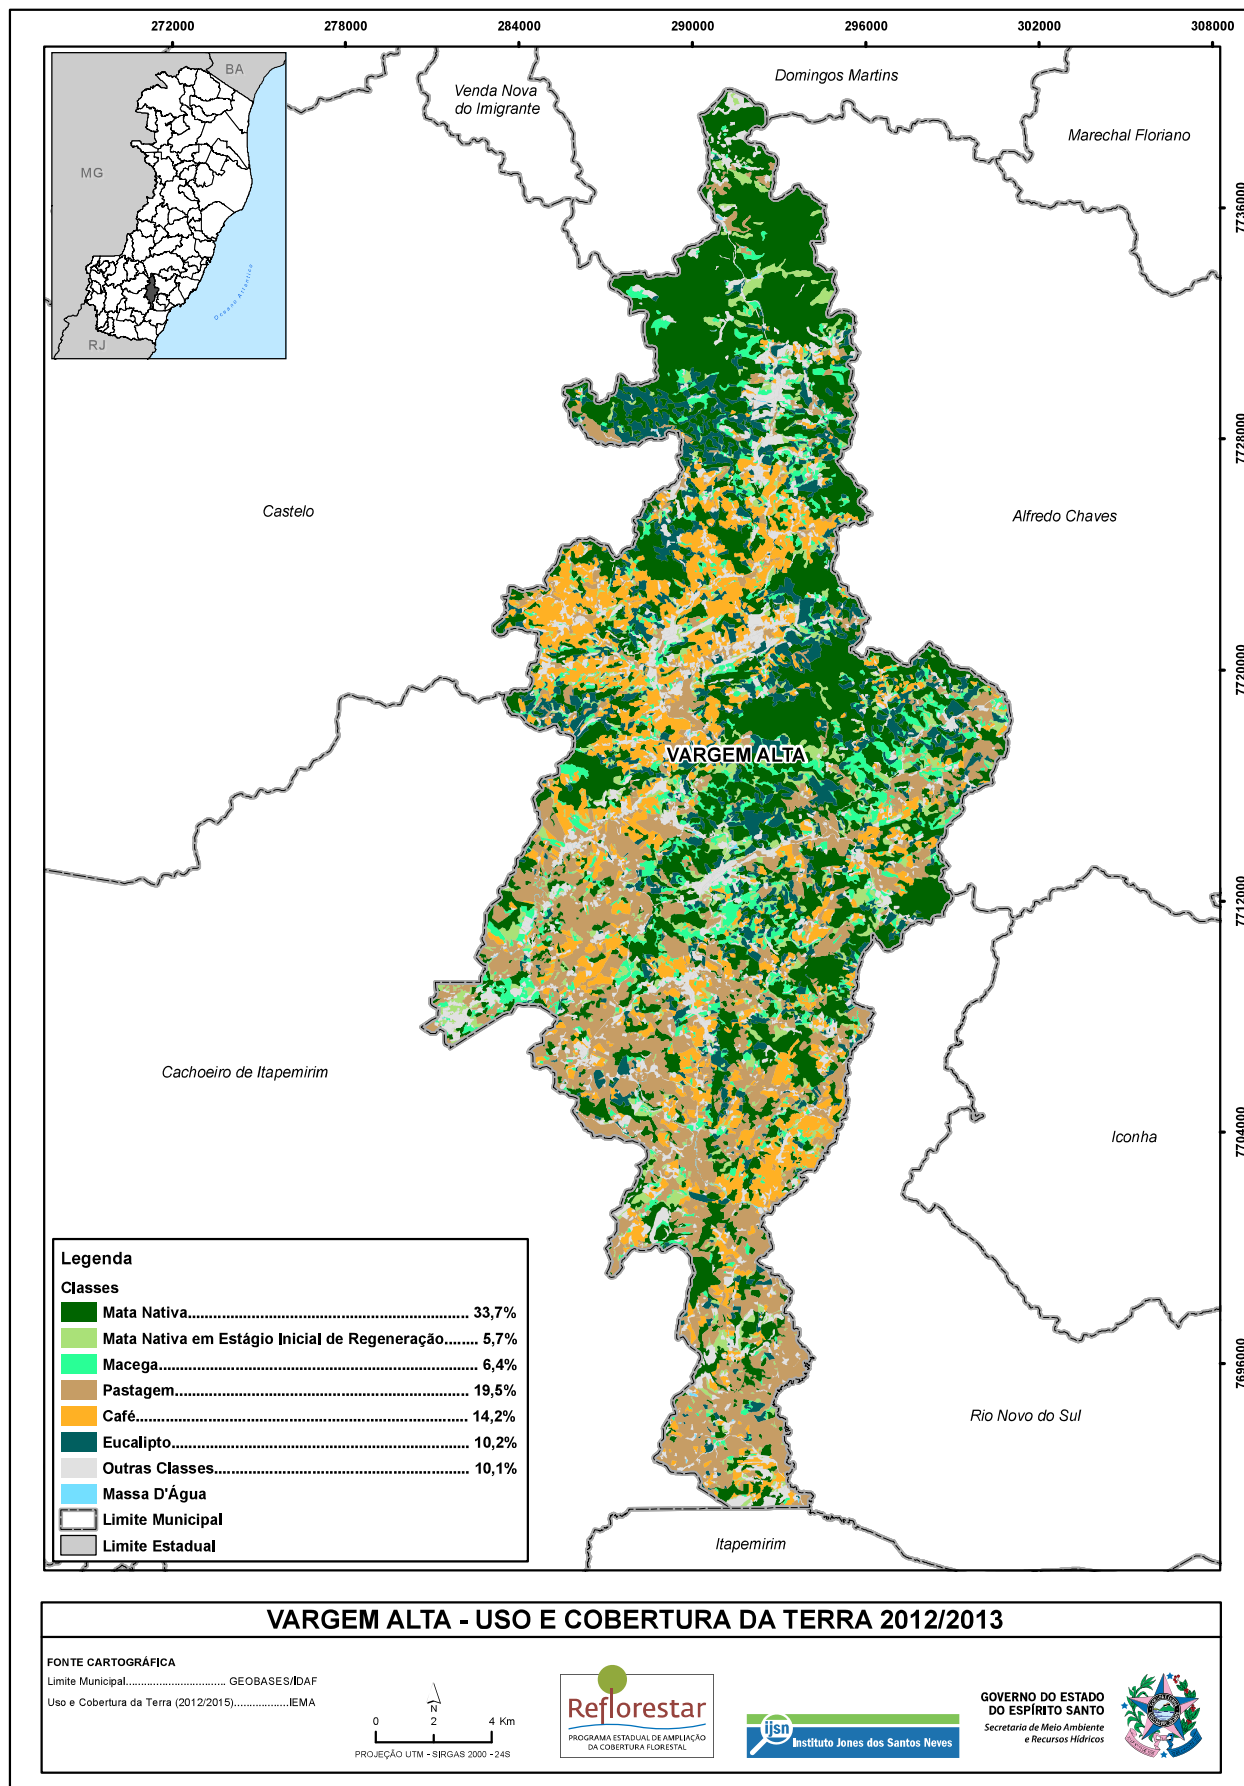 272000 278000 284000 290000 296000 302000 308000
BA
MG
RJ
Oceano Atlântico
Venda Nova
do Imigrante
Domingos Martins
Marechal Floriano
7736000
7728000
Castelo
Alfredo Chaves
7720000
VARGEM ALTA
7712000
Cachoeiro de Itapemirim
7704000
Iconha
7696000
Rio Novo do Sul
Itapemirim
Legenda
Classes
Mata Nativa........................................................................ 33,7%
Mata Nativa em Estágio Inicial de Regeneração........ 5,7%
Macega................................................................................ 6,4%
Pastagem........................................................................... 19,5%
Café..................................................................................... 14,2%
Eucalipto............................................................................ 10,2%
Outras Classes................................................................. 10,1%
Massa D'Água
Limite Municipal
Limite Estadual
VARGEM ALTA - USO E COBERTURA DA TERRA 2012/2013
FONTE CARTOGRÁFICA
Limite Municipal................................. GEOBASES/IDAF
Uso e Cobertura da Terra (2012/2015)..................IEMA
N
0 2 4 Km
PROJEÇÃO UTM - SIRGAS 2000 - 24S
Reflorestar
PROGRAMA ESTADUAL DE AMPLIAÇÃO
DA COBERTURA FLORESTAL
ijsn
Instituto Jones dos Santos Neves
GOVERNO DO ESTADO
DO ESPÍRITO SANTO
Secretaria de Meio Ambiente
e Recursos Hídricos